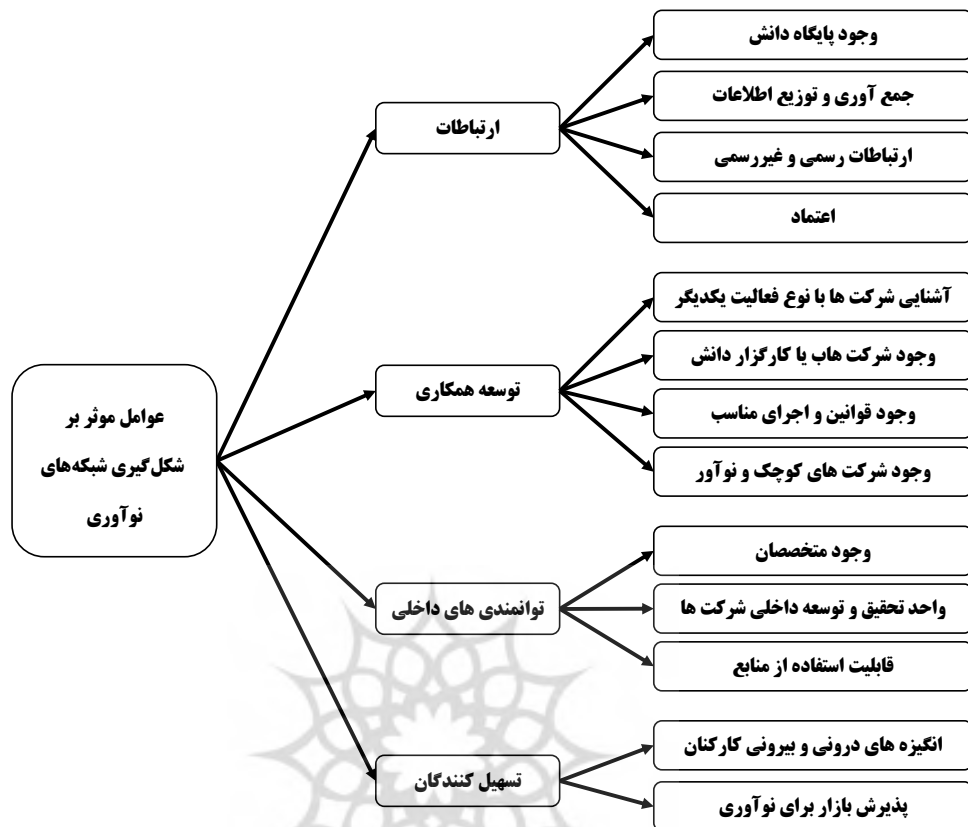 عوامل موثر بر
شکل‌گیری شبکه‌های
نوآوری
ارتباطات
وجود پایگاه دانش
جمع آوری و توزیع اطلاعات
ارتباطات رسمی و غیررسمی
اعتماد
توسعه همکاری
آشنایی شرکت ها با نوع فعالیت یکدیگر
وجود شرکت هاب یا کارگزار دانش
وجود قوانین و اجرای مناسب
وجود شرکت های کوچک و نوآور
توانمندی های داخلی
وجود متخصصان
واحد تحقیق و توسعه داخلی شرکت ها
قابلیت استفاده از منابع
تسهیل کنندگان
انگیزه های درونی و بیرونی کارکنان
پذیرش بازار برای نوآوری